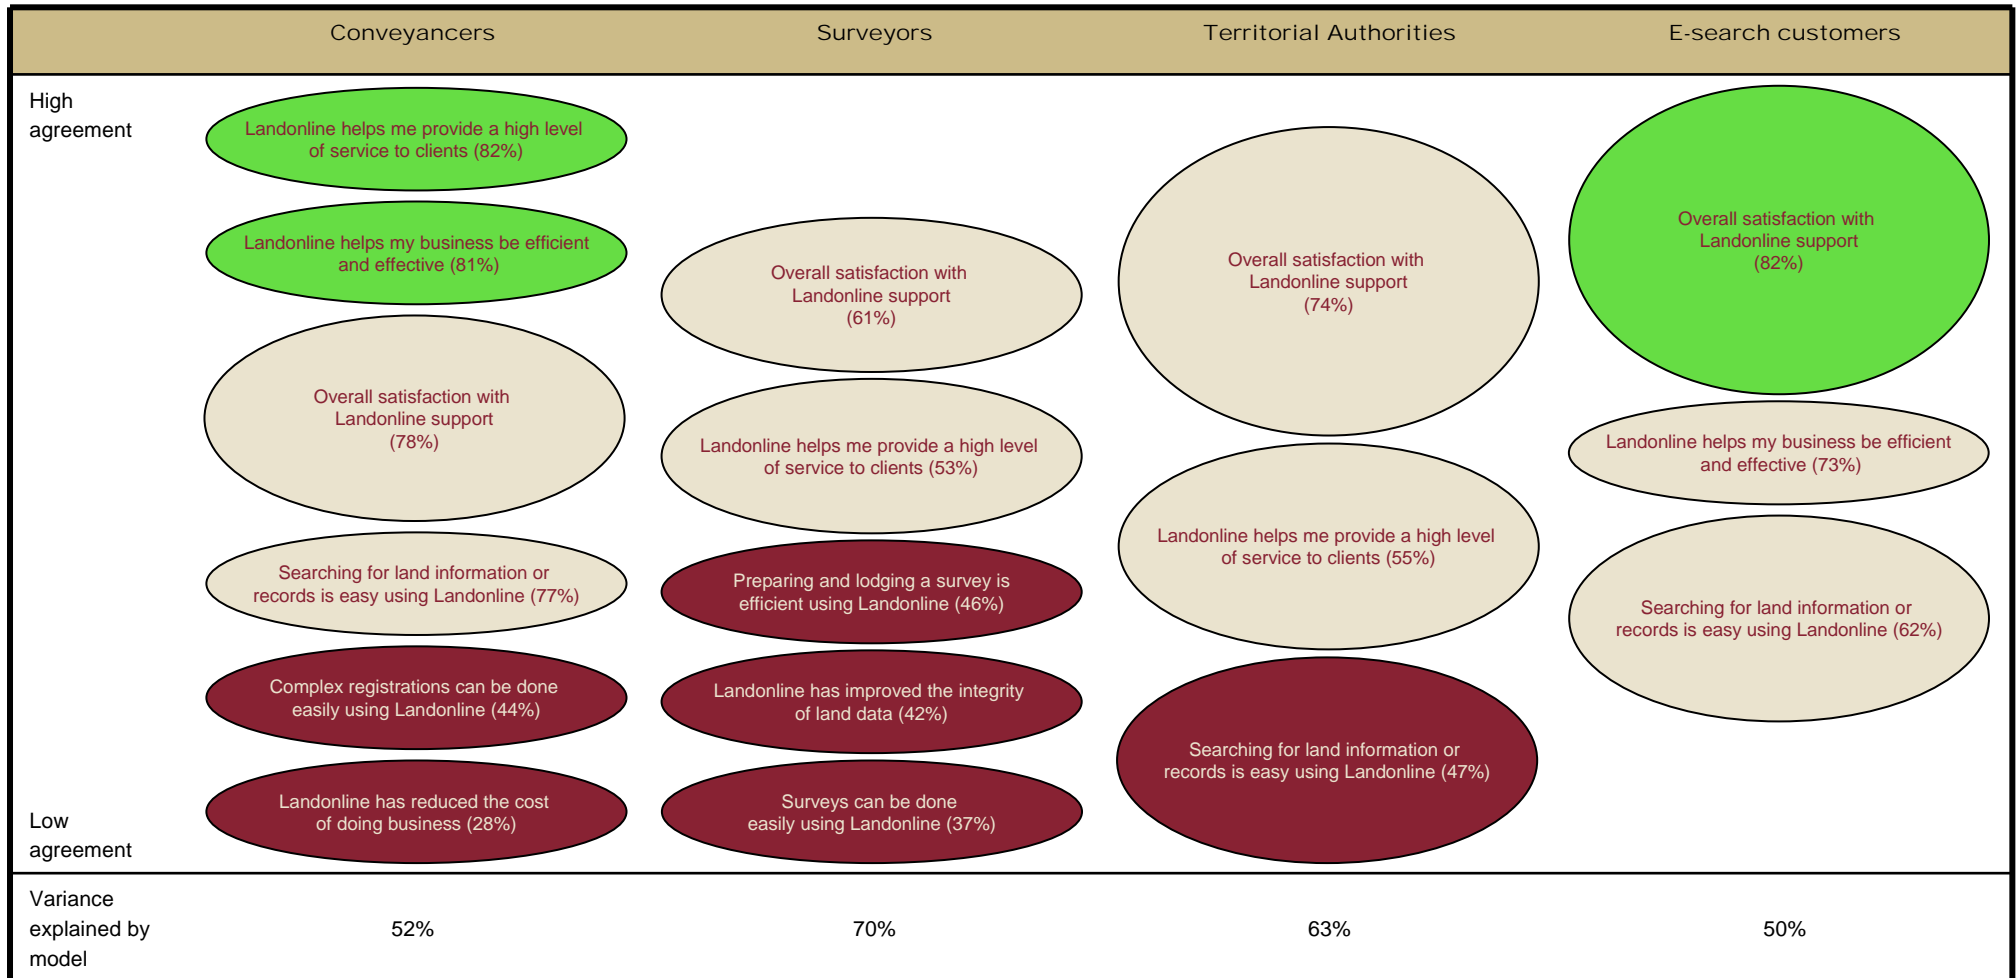 Conveyancers
Surveyors
Territorial Authorities
E-search customers
High
agreement
Landonline helps me provide a high level
of service to clients (82%)
Landonline helps my business be efficient
and effective (81%)
Overall satisfaction with
Landonline support
(78%)
Searching for land information or
records is easy using Landonline (77%)
Complex registrations can be done
easily using Landonline (44%)
Landonline has reduced the cost
of doing business (28%)
Overall satisfaction with
Landonline support
(61%)
Landonline helps me provide a high level
of service to clients (53%)
Preparing and lodging a survey is
efficient using Landonline (46%)
Landonline has improved the integrity
of land data (42%)
Surveys can be done
easily using Landonline (37%)
Overall satisfaction with
Landonline support
(74%)
Landonline helps me provide a high level
of service to clients (55%)
Searching for land information or
records is easy using Landonline (47%)
Overall satisfaction with
Landonline support
(82%)
Landonline helps my business be efficient
and effective (73%)
Searching for land information or
records is easy using Landonline (62%)
Low
agreement
Variance
explained by
model
52%
70%
63%
50%